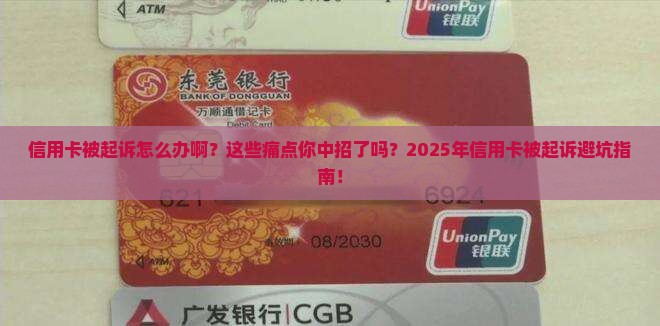 ATM
UnionPay
银联
东莞银行
BANK OF DONGGUAN
万顺通借记卡
Debit Card
信用卡被起诉怎么办啊？这些痛点你中招了吗？2025年信用卡被起诉避坑指
南！
621 6924
有效期 08/2030
ATM
UnionPay
银联
广发银行|CGB